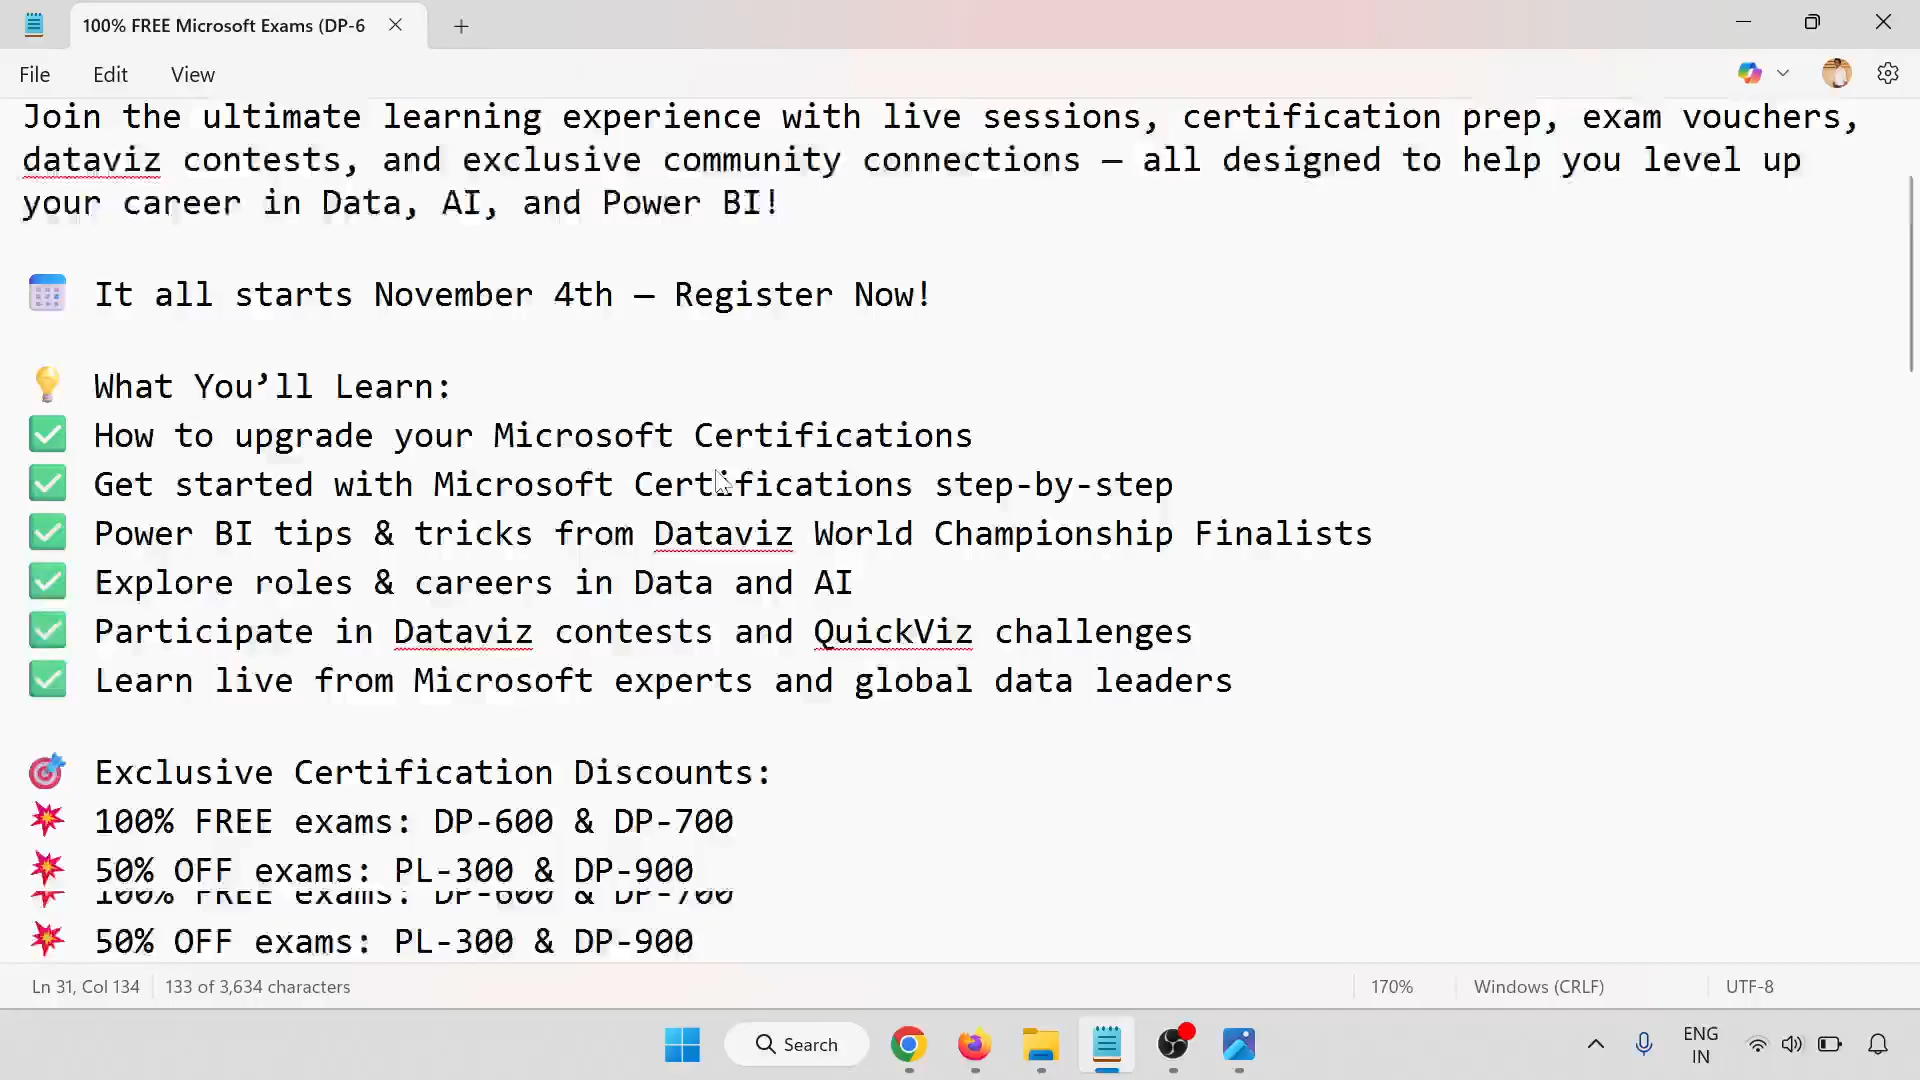 100% FREE Microsoft Exams (DP-6
File Edit View
Join the ultimate learning experience with live sessions, certification prep, exam vouchers,
dataviz contests, and exclusive community connections — all designed to help you level up
your career in Data, AI, and Power BI!
It all starts November 4th — Register Now!
What You’ll Learn:
How to upgrade your Microsoft Certifications
Get started with Microsoft Certifications step-by-step
Power BI tips & tricks from Dataviz World Championship Finalists
Explore roles & careers in Data and AI
Participate in Dataviz contests and QuickViz challenges
Learn live from Microsoft experts and global data leaders
Exclusive Certification Discounts:
100% FREE exams: DP-600 & DP-700
50% OFF exams: PL-300 & DP-900
100% FREE exams: DP-600 & DP-700
50% OFF exams: PL-300 & DP-900
Ln 31, Col 134 133 of 3,634 characters 170% Windows (CRLF) UTF-8
Search
ENG
IN